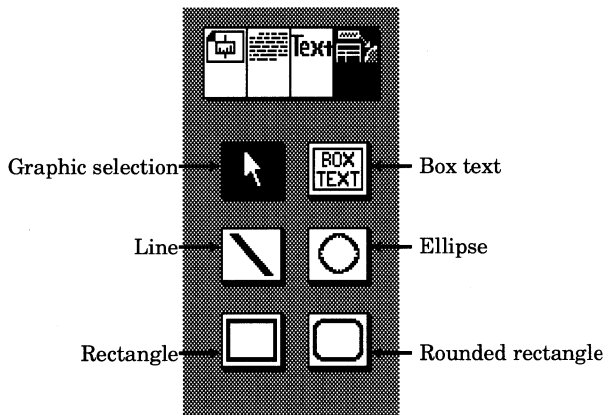 Text
Graphic selection
BOX
TEXT
Box text
Line
Ellipse
Rectangle
Rounded rectangle